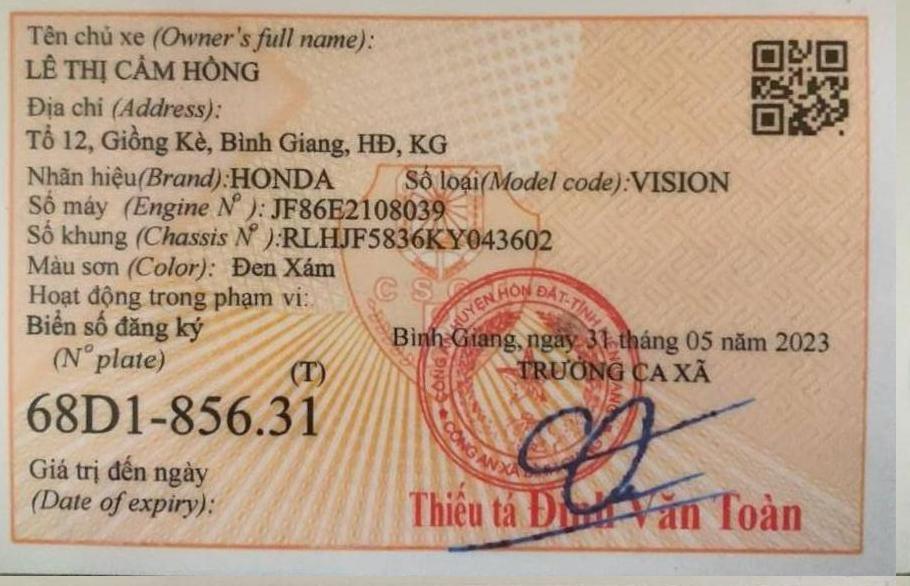 Tên chủ xe (Owner's full name):
LÊ THỊ CẨM HỒNG
Địa chỉ (Address):
Tổ 12, Giồng Kè, Bình Giang, HĐ, KG
Nhãn hiệu(Brand):HONDA Số loại(Model code):VISION
Số máy (Engine Nº): JF86E2108039
Số khung (Chassis Nº):RLHJF5836KY043602
Màu sơn (Color): Đen Xám
Hoạt động trong phạm vi:
Biển số đăng ký
(Nºplate)
(T)
68D1-856.31
Giá trị đến ngày
(Date of expiry):
Bình Giang, ngày 31 tháng 05 năm 2023
TRƯỞNG CA XÃ
HUYỆN HÒN ĐẤT-TỈNH
CÔNG AN XÃ
Thiếu tá Đinh Văn Toàn